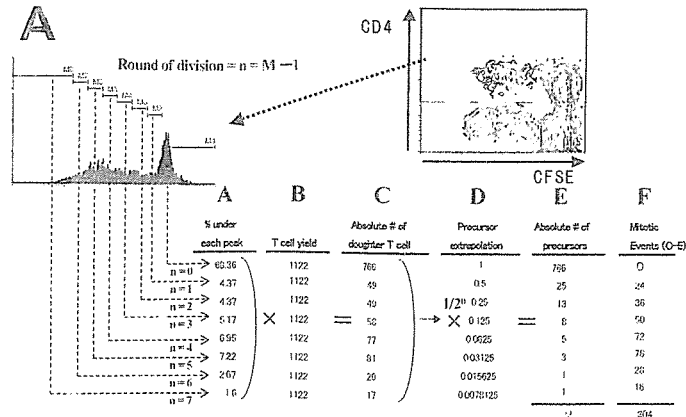 A
CD4
CFSE
Round of division = n = M −1
M1
A B C D E F
% under each peak
T cell yield
Absolute # of doughter T cell
Precursor extrapolation
Absolute # of precursors
Mitotic Events (C-E)
n=0 1122 766 1 766 0
n=1 4.37 1122 49 0.5 25 24
n=2 4.37 1122 49 0.25 13 36
n=3 5.17 1122 58 0.125 8 50
n=4 6.95 1122 77 0.0625 5 72
n=5 7.22 1122 81 0.03125 3 78
n=6 2.67 1122 0.015625 1 28
n=7 1.6 1122 17 0.0078125 1 16
× = 1/2ⁿ × =
304